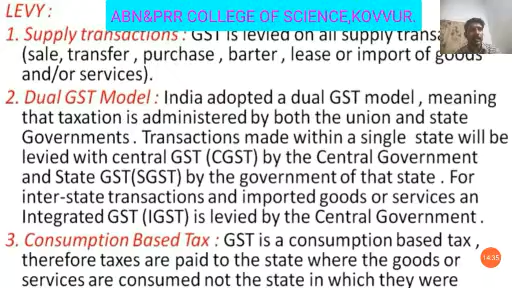 ABN&PRR COLLEGE OF SCIENCE,KOVVUR.
LEVY :
1. Supply transactions : GST is levied on all supply
(sale, transfer , purchase , barter , lease or import of goods
and/or services).
2. Dual GST Model : India adopted a dual GST model , meaning
that taxation is administered by both the union and state
Governments . Transactions made within a single state will be
levied with central GST (CGST) by the Central Government
and State GST(SGST) by the government of that state . For
inter-state transactions and imported goods or services an
Integrated GST (IGST) is levied by the Central Government .
14:35
3. Consumption Based Tax : GST is a consumption based tax ,
therefore taxes are paid to the state where the goods or
services are consumed not the state in which they were